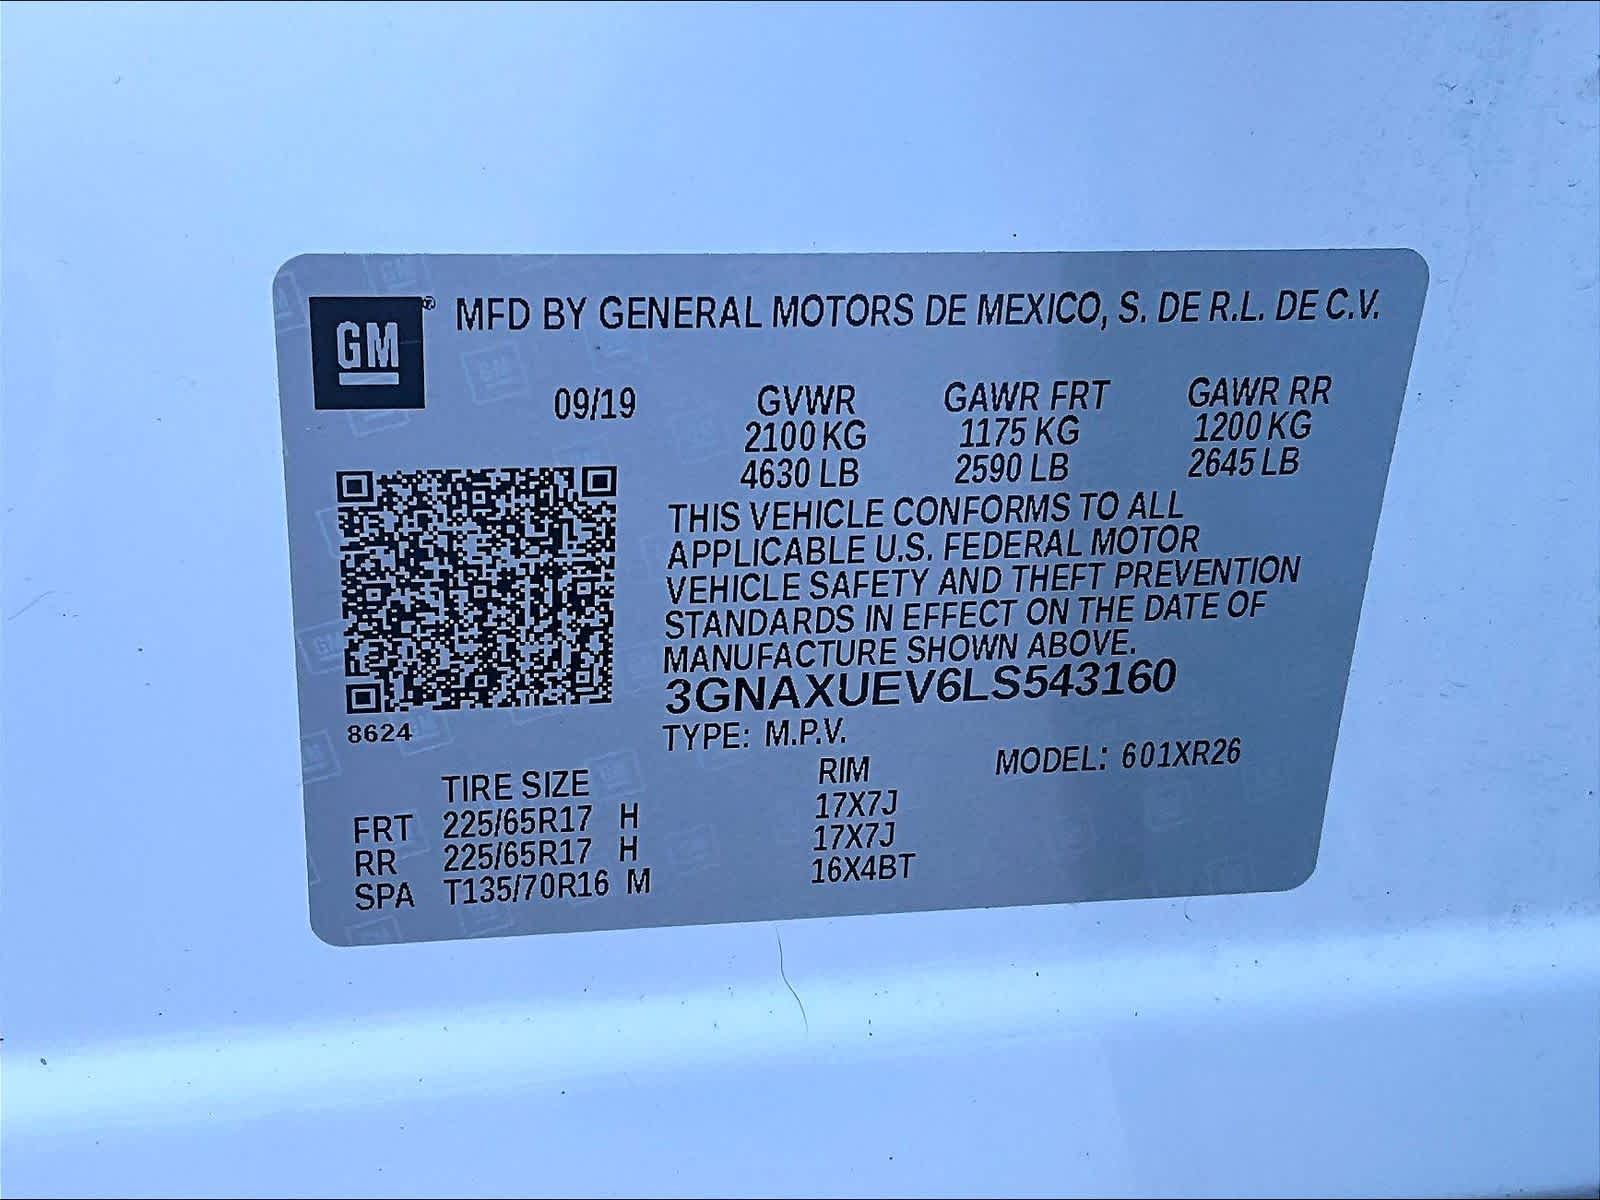 GM® MFD BY GENERAL MOTORS DE MEXICO, S. DE R.L. DE C.V.
09/19 GVWR GAWR FRT GAWR RR
2100 KG 1175 KG 1200 KG
4630 LB 2590 LB 2645 LB
THIS VEHICLE CONFORMS TO ALL
APPLICABLE U.S. FEDERAL MOTOR
VEHICLE SAFETY AND THEFT PREVENTION
STANDARDS IN EFFECT ON THE DATE OF
MANUFACTURE SHOWN ABOVE.
3GNAXUEV6LS543160
8624
TYPE: M.P.V.
MODEL: 601XR26
TIRE SIZE RIM
FRT 225/65R17 H 17X7J
RR 225/65R17 H 17X7J
SPA T135/70R16 M 16X4BT